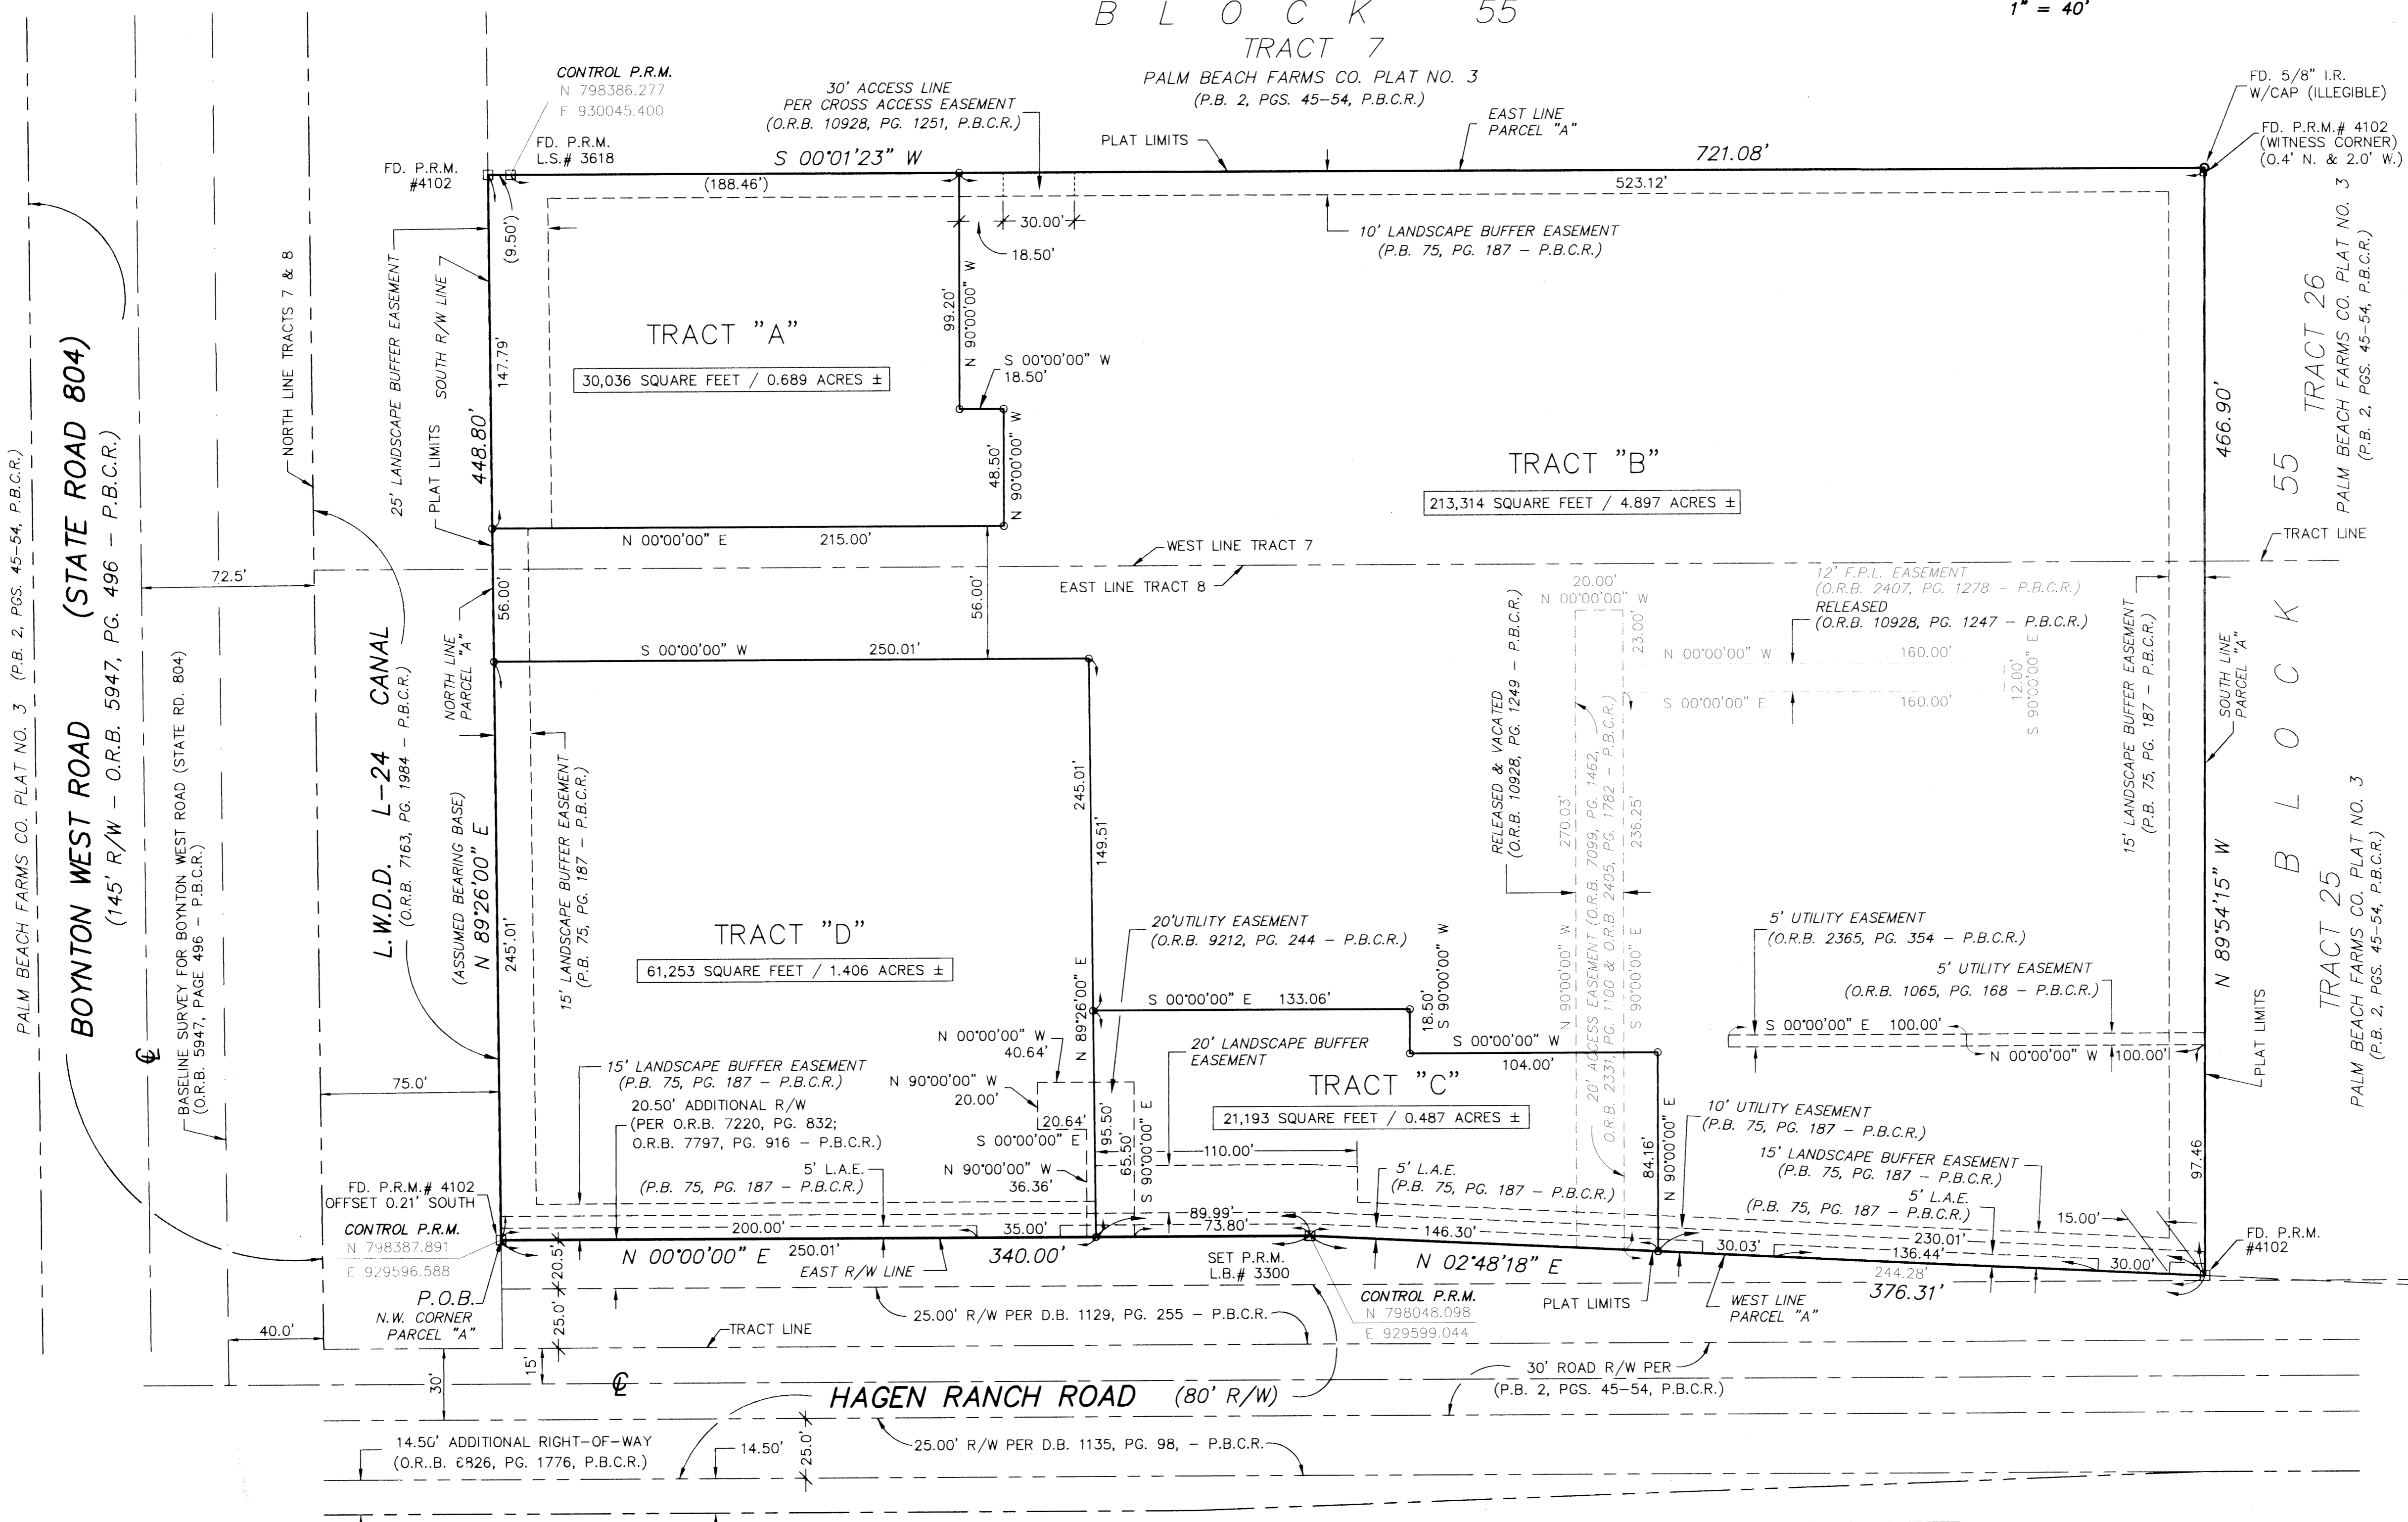 B L O C K 55
1" = 40'
TRACT 7
PALM BEACH FARMS CO. PLAT NO. 3
(P.B. 2, PGS. 45-54, P.B.C.R.)
CONTROL P.R.M.
N 798386.277
E 930045.400
FD. P.R.M.
L.S.# 3618
FD. P.R.M.
#4102
30' ACCESS LINE
PER CROSS ACCESS EASEMENT
(O.R.B. 10928, PG. 1251, P.B.C.R.)
S 00°01'23" W
PLAT LIMITS
EAST LINE
PARCEL "A"
721.08'
FD. 5/8" I.R.
W/CAP (ILLEGIBLE)
FD. P.R.M.# 4102
(WITNESS CORNER)
(0.4' N. & 2.0' W.)
(188.46')
523.12'
(9.50')
30.00'
18.50'
10' LANDSCAPE BUFFER EASEMENT
(P.B. 75, PG. 187 - P.B.C.R.)
99.20'
N 90°00'00" W
S 00°00'00" W
18.50'
48.50'
N 90°00'00" W
TRACT "A"
30,036 SQUARE FEET / 0.689 ACRES ±
TRACT "B"
213,314 SQUARE FEET / 4.897 ACRES ±
N 00°00'00" E 215.00'
147.79'
448.80'
25' LANDSCAPE BUFFER EASEMENT
SOUTH R/W LINE
PLAT LIMITS
NORTH LINE TRACTS 7 & 8
PALM BEACH FARMS CO. PLAT NO. 3 (P.B. 2, PGS. 45-54, P.B.C.R.)
BOYNTON WEST ROAD (STATE ROAD 804)
(145' R/W - O.R.B. 5947, PG. 496 - P.B.C.R.)
BASELINE SURVEY FOR BOYNTON WEST ROAD (STATE RD. 804)
(O.R.B. 5947, PAGE 496 - P.B.C.R.)
72.5'
L.W.D.D. L-24 CANAL
(O.R.B. 7163, PG. 1984 - P.B.C.R.)
NORTH LINE
PARCEL "A"
(ASSUMED BEARING BASE)
N 89°26'00" E
56.00'
56.00'
245.01'
WEST LINE TRACT 7
EAST LINE TRACT 8
S 00°00'00" W 250.01'
15' LANDSCAPE BUFFER EASEMENT
(P.B. 75, PG. 187 - P.B.C.R.)
TRACT "D"
61,253 SQUARE FEET / 1.406 ACRES ±
245.01'
149.51'
N 89°26'00" E
95.50'
RELEASED & VACATED
(O.R.B. 10928, PG. 1249 - P.B.C.R.)
20.00'
N 00°00'00" W
23.00'
12' F.P.L. EASEMENT
(O.R.B. 2407, PG. 1278 - P.B.C.R.)
RELEASED
(O.R.B. 10928, PG. 1247 - P.B.C.R.)
N 00°00'00" W 160.00'
S 00°00'00" E 160.00'
12.00'
S 90°00'00" E
270.03'
N 90°00'00" W
20' ACCESS EASEMENT (O.R.B. 7099, PG. 1462,
O.R.B. 2331, PG. 1100 & O.R.B. 2405, PG. 1782 - P.B.C.R.)
236.25'
S 90°00'00" E
15' LANDSCAPE BUFFER EASEMENT
(P.B. 75, PG. 187 - P.B.C.R.)
466.90'
TRACT 26
PALM BEACH FARMS CO. PLAT NO. 3
(P.B. 2, PGS. 45-54, P.B.C.R.)
TRACT LINE
SOUTH LINE
PARCEL "A"
N 89°54'15" W
B L O C K 55
TRACT 25
PALM BEACH FARMS CO. PLAT NO. 3
(P.B. 2, PGS. 45-54, P.B.C.R.)
PLAT LIMITS
20'UTILITY EASEMENT
(O.R.B. 9212, PG. 244 - P.B.C.R.)
S 00°00'00" E 133.06'
18.50'
S 90°00'00" W
S 00°00'00" W
104.00'
20' LANDSCAPE BUFFER
EASEMENT
TRACT "C"
21,193 SQUARE FEET / 0.487 ACRES ±
110.00'
84.16'
N 90°00'00" E
5' UTILITY EASEMENT
(O.R.B. 2365, PG. 354 - P.B.C.R.)
5' UTILITY EASEMENT
(O.R.B. 1065, PG. 168 - P.B.C.R.)
S 00°00'00" E 100.00'
N 00°00'00" W 100.00'
10' UTILITY EASEMENT
(P.B. 75, PG. 187 - P.B.C.R.)
15' LANDSCAPE BUFFER EASEMENT
(P.B. 75, PG. 187 - P.B.C.R.)
5' L.A.E.
(P.B. 75, PG. 187 - P.B.C.R.)
97.46
15.00'
N 00°00'00" W
40.64'
N 90°00'00" W
20.00'
20.64'
S 00°00'00" E
N 90°00'00" W
36.36'
65.50'
S 90°00'00" E
15' LANDSCAPE BUFFER EASEMENT
(P.B. 75, PG. 187 - P.B.C.R.)
20.50' ADDITIONAL R/W
(PER O.R.B. 7220, PG. 832;
O.R.B. 7797, PG. 916 - P.B.C.R.)
5' L.A.E.
(P.B. 75, PG. 187 - P.B.C.R.)
5' L.A.E.
(P.B. 75, PG. 187 - P.B.C.R.)
75.0'
FD. P.R.M.# 4102
OFFSET 0.21' SOUTH
CONTROL P.R.M.
N 798387.891
E 929596.588
P.O.B.
N.W. CORNER
PARCEL "A"
200.00'
35.00'
89.99'
73.80'
146.30'
30.03'
230.01'
136.44'
30.00'
244.28'
376.31'
FD. P.R.M.
#4102
N 00°00'00" E 250.01' 340.00'
EAST R/W LINE
SET P.R.M.
L.B.# 3300
N 02°48'18" E
CONTROL P.R.M.
N 798048.098
E 929599.044
PLAT LIMITS
WEST LINE
PARCEL "A"
20.5'
25.0'
15'
30'
40.0'
25.00' R/W PER D.B. 1129, PG. 255 - P.B.C.R.
TRACT LINE
HAGEN RANCH ROAD (80' R/W)
30' ROAD R/W PER
(P.B. 2, PGS. 45-54, P.B.C.R.)
14.50' ADDITIONAL RIGHT-OF-WAY
(O.R..B. 6826, PG. 1776, P.B.C.R.)
14.50'
25.0'
25.00' R/W PER D.B. 1135, PG. 98, - P.B.C.R.